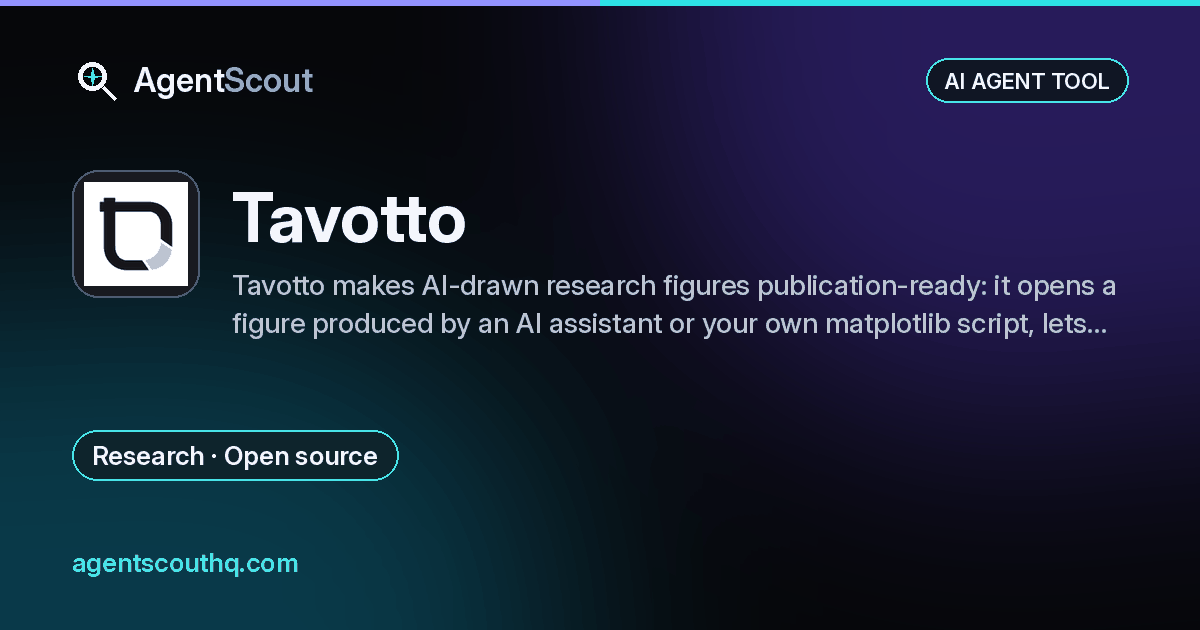 AgentScout
AI AGENT TOOL
Tavotto
Tavotto makes AI-drawn research figures publication-ready: it opens a
figure produced by an AI assistant or your own matplotlib script, lets...
Research · Open source
agentscouthq.com